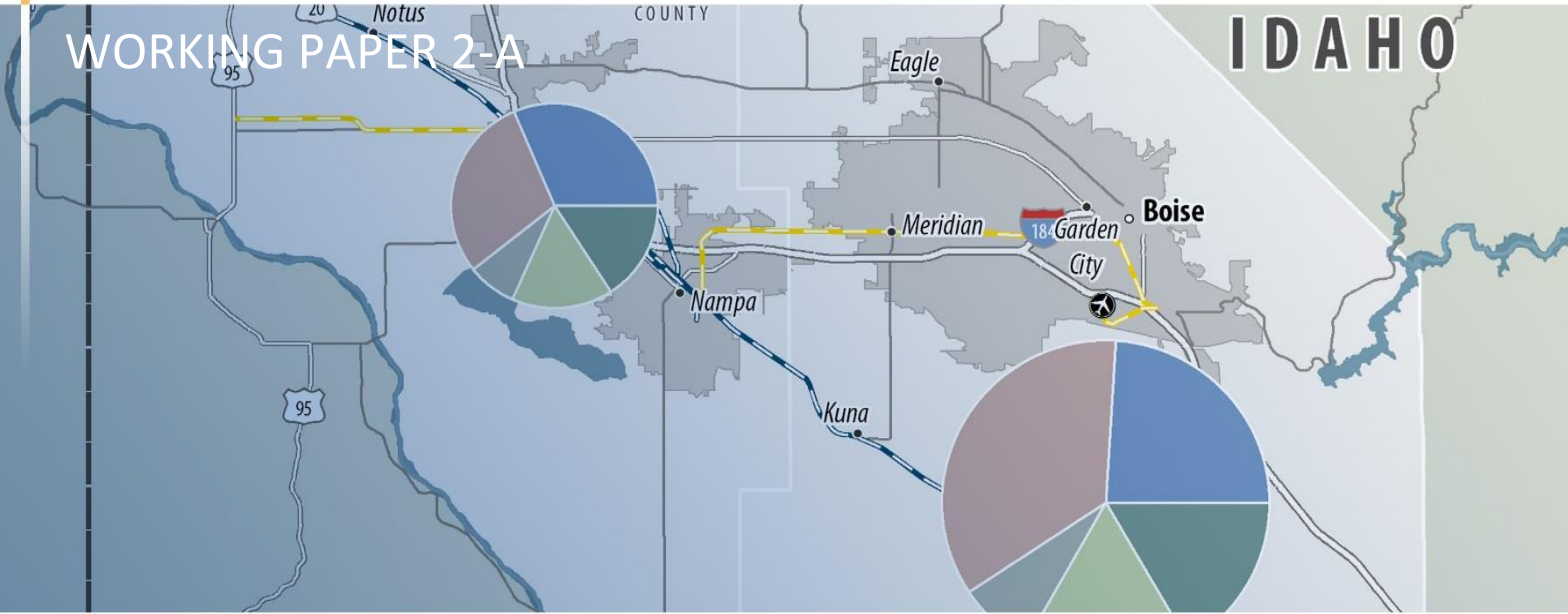 20
Notus
COUNTY
IDAHO
WORKING PAPER 2-A
95
Eagle
Boise
Meridian
184
Garden
City
Nampa
95
Kuna